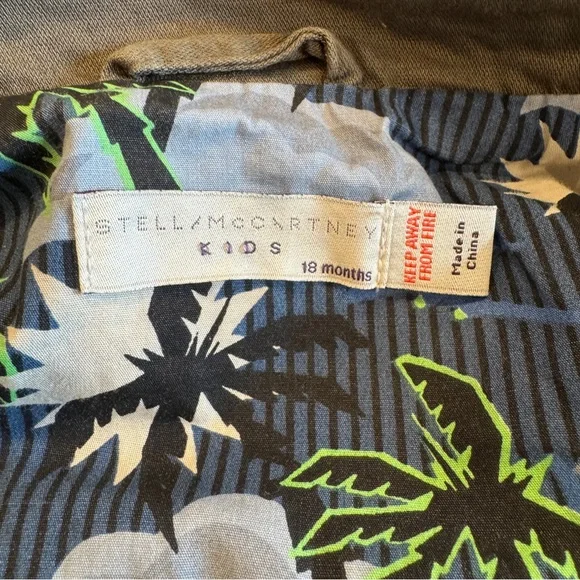 STELLA McCARTNEY
KIDS
18 months
KEEP AWAY
FROM FIRE
Made in
China